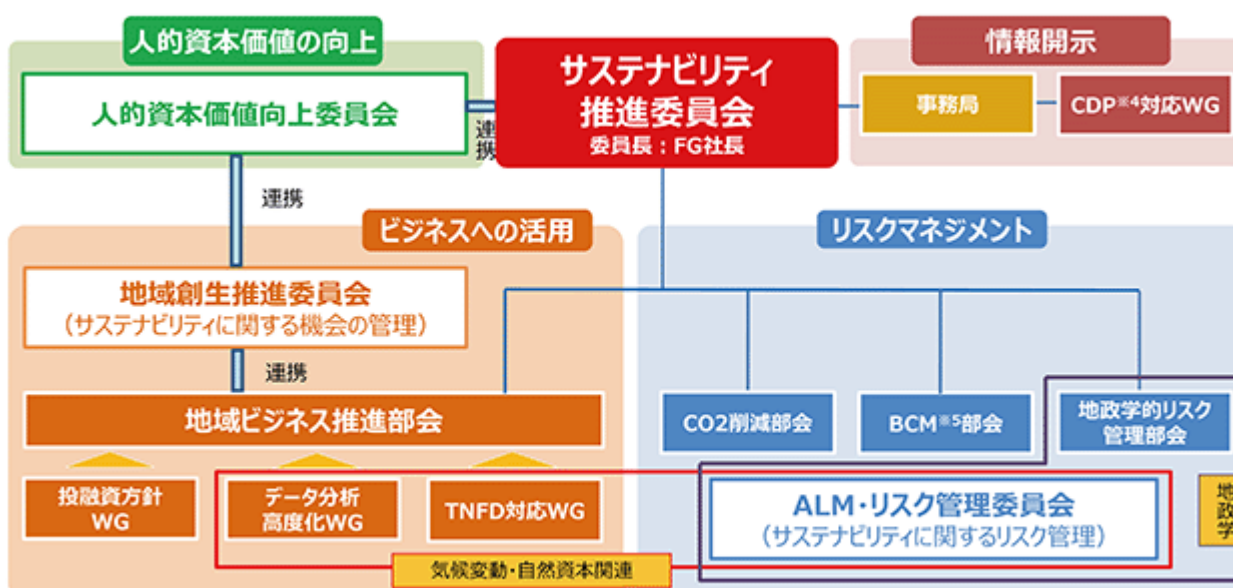 人的資本価値の向上
人的資本価値向上委員会
連携
サステナビリティ
推進委員会
委員長：FG社長
情報開示
事務局
CDP※4対応WG
連携
ビジネスへの活用
地域創生推進委員会
（サステナビリティに関する機会の管理）
連携
地域ビジネス推進部会
投融資方針
WG
データ分析
高度化WG
TNFD対応WG
リスクマネジメント
CO2削減部会
BCM※5部会
地政学的リスク
管理部会
ALM・リスク管理委員会
（サステナビリティに関するリスク管理）
地
政
学
気候変動・自然資本関連